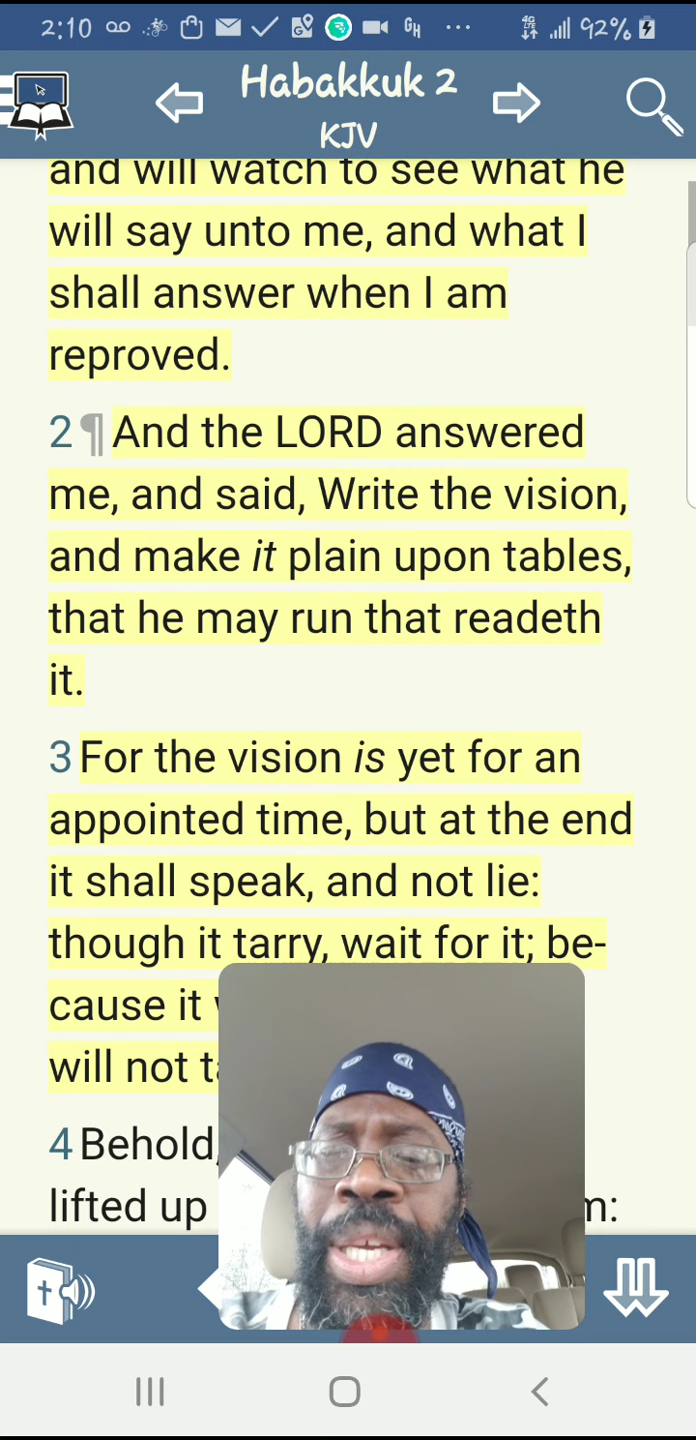 2:10
4G
LTE
92%
Habakkuk 2
KJV
and will watch to see what he
will say unto me, and what I
shall answer when I am
reproved.
2 ¶ And the LORD answered
me, and said, Write the vision,
and make it plain upon tables,
that he may run that readeth
it.
3 For the vision is yet for an
appointed time, but at the end
it shall speak, and not lie:
though it tarry, wait for it; be-
cause it
will not
4 Behold,
lifted up